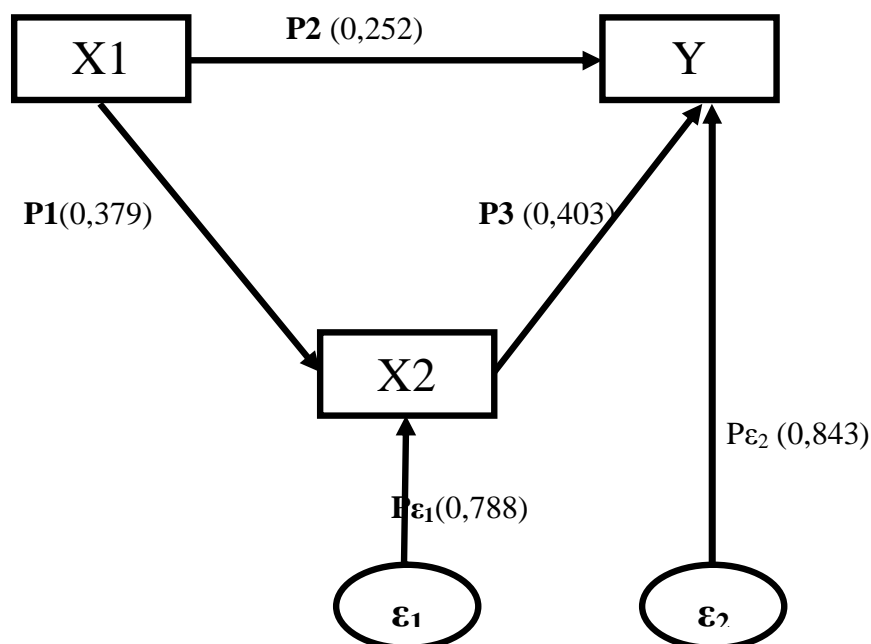 P2 (0,252)
X1
Y
P1(0,379)
P3 (0,403)
X2
Pε₂ (0,843)
Pε₁(0,788)
ε₁
ε₂